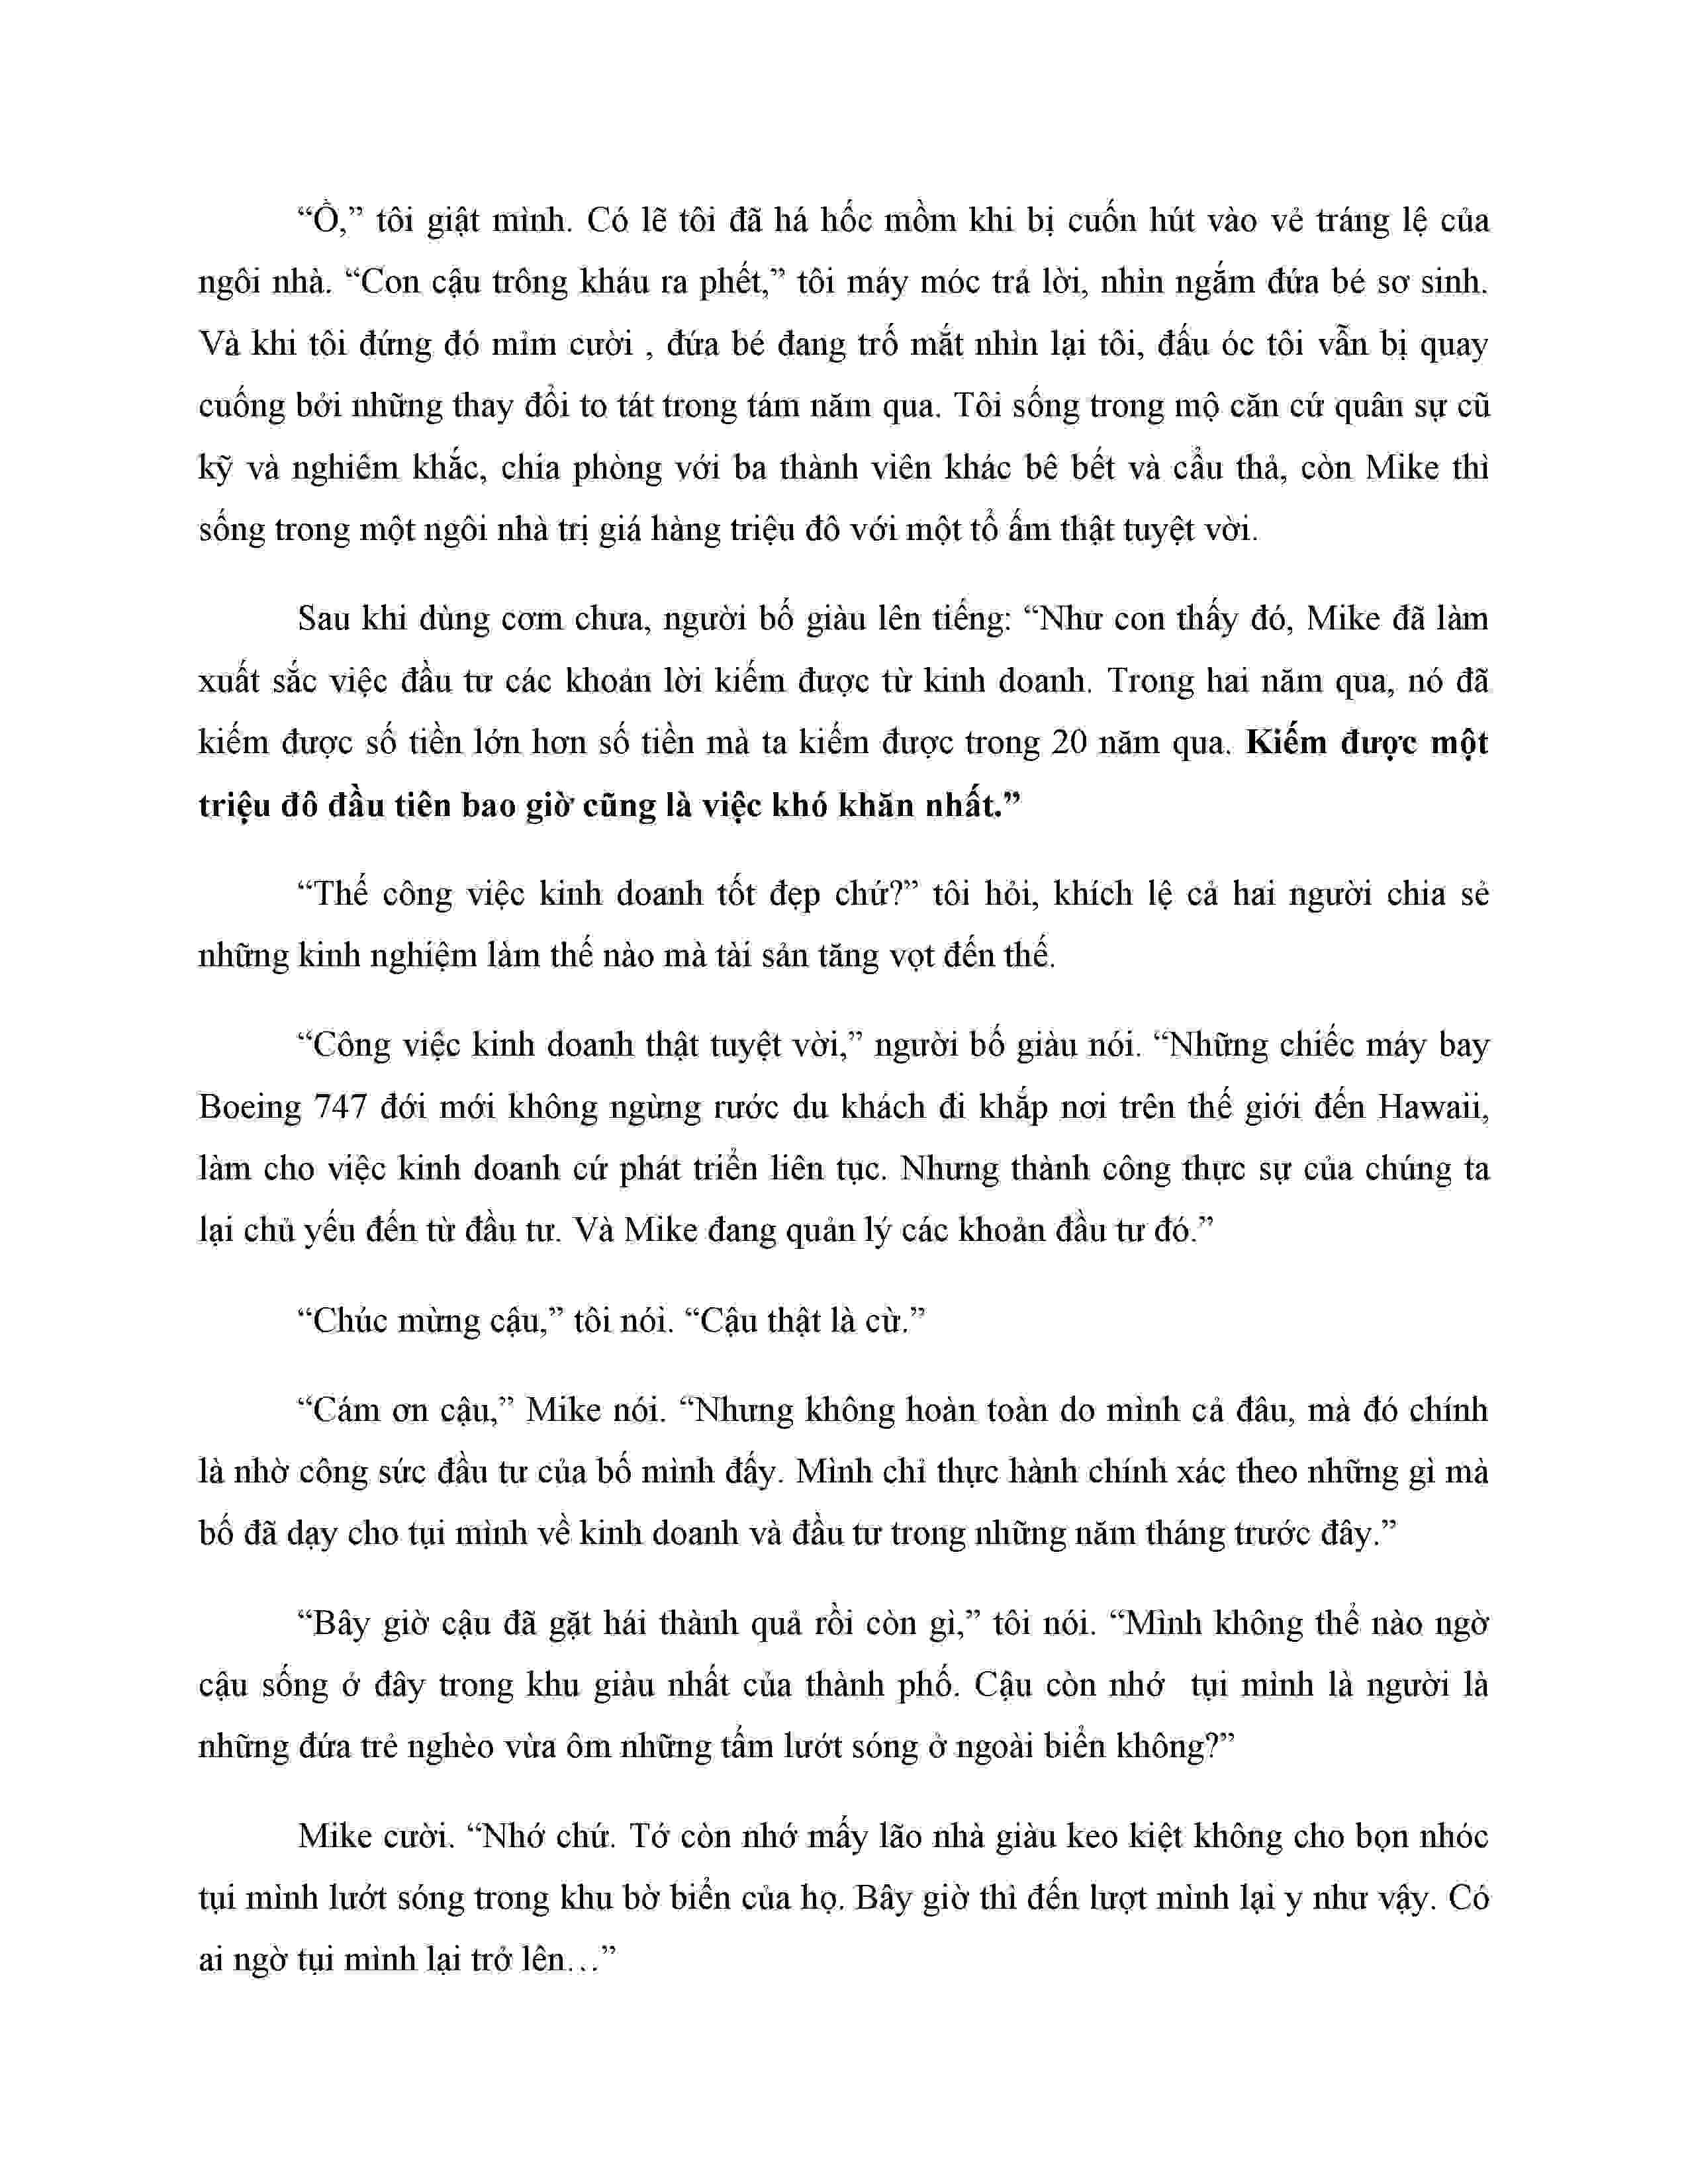 “Ồ,” tôi giật mình. Có lẽ tôi đã há hốc mồm khi bị cuốn hút vào vẻ tráng lệ của
ngôi nhà. “Con cậu trông kháu ra phết,” tôi máy móc trả lời, nhìn ngắm đứa bé sơ sinh.
Và khi tôi đứng đó mỉm cười , đứa bé đang trố mắt nhìn lại tôi, đấu óc tôi vẫn bị quay
cuống bởi những thay đổi to tát trong tám năm qua. Tôi sống trong mộ căn cứ quân sự cũ
kỹ và nghiêm khắc, chia phòng với ba thành viên khác bê bết và cẩu thả, còn Mike thì
sống trong một ngôi nhà trị giá hàng triệu đô với một tổ ấm thật tuyệt vời.
Sau khi dùng cơm chưa, người bố giàu lên tiếng: “Như con thấy đó, Mike đã làm
xuất sắc việc đầu tư các khoản lời kiếm được từ kinh doanh. Trong hai năm qua, nó đã
kiếm được số tiền lớn hơn số tiền mà ta kiếm được trong 20 năm qua. Kiếm được một
triệu đô đầu tiên bao giờ cũng là việc khó khăn nhất.”
“Thế công việc kinh doanh tốt đẹp chứ?” tôi hỏi, khích lệ cả hai người chia sẻ
những kinh nghiệm làm thế nào mà tài sản tăng vọt đến thế.
“Công việc kinh doanh thật tuyệt vời,” người bố giàu nói. “Những chiếc máy bay
Boeing 747 đới mới không ngừng rước du khách đi khắp nơi trên thế giới đến Hawaii,
làm cho việc kinh doanh cứ phát triển liên tục. Nhưng thành công thực sự của chúng ta
lại chủ yếu đến từ đầu tư. Và Mike đang quản lý các khoản đầu tư đó.”
“Chúc mừng cậu,” tôi nói. “Cậu thật là cừ.”
“Cám ơn cậu,” Mike nói. “Nhưng không hoàn toàn do mình cả đâu, mà đó chính
là nhờ công sức đầu tư của bố mình đấy. Mình chỉ thực hành chính xác theo những gì mà
bố đã dạy cho tụi mình về kinh doanh và đầu tư trong những năm tháng trước đây.”
“Bây giờ cậu đã gặt hái thành quả rồi còn gì,” tôi nói. “Mình không thể nào ngờ
cậu sống ở đây trong khu giàu nhất của thành phố. Cậu còn nhớ  tụi mình là người là
những đứa trẻ nghèo vừa ôm những tấm lướt sóng ở ngoài biển không?”
Mike cười. “Nhớ chứ. Tớ còn nhớ mấy lão nhà giàu keo kiệt không cho bọn nhóc
tụi mình lướt sóng trong khu bờ biển của họ. Bây giờ thì đến lượt mình lại y như vậy. Có
ai ngờ tụi mình lại trở lên…”